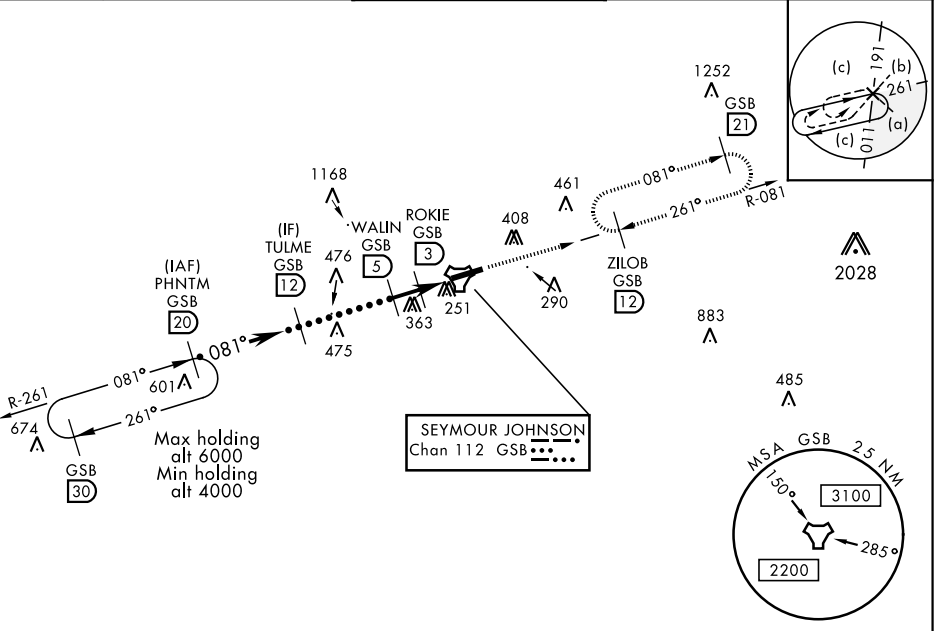 1252
GSB
21
(c)
191
(b)
261
(c)
011
(a)
081°
261°
R-081
1168
461
408
ROKIE
GSB
3
WALIN
GSB
5
(IF)
TULME
GSB
12
476
(IAF)
PHNTM
GSB
20
ZILOB
GSB
12
2028
290
363
251
475
883
081°
081°
601
R-261
261°
674
GSB
30
Max holding
alt 6000
Min holding
alt 4000
485
SEYMOUR JOHNSON
Chan 112 GSB
MSA GSB 25 NM
150°
3100
285°
2200